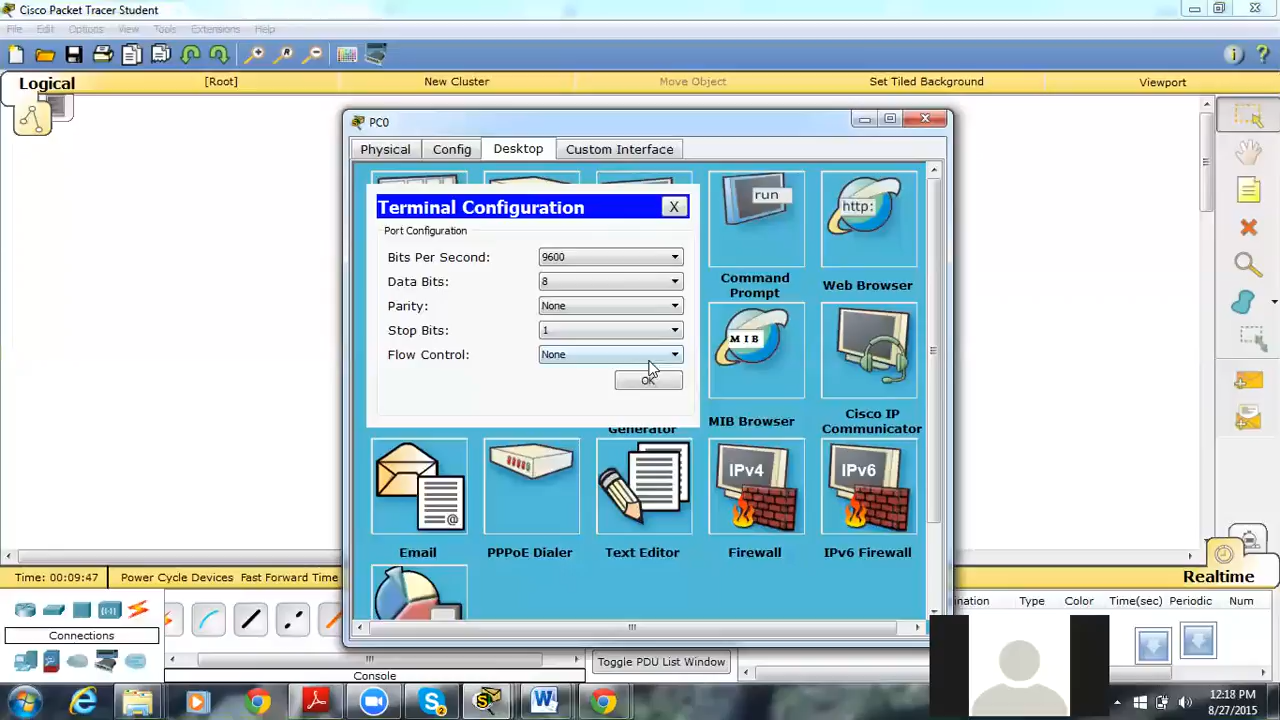 Cisco Packet Tracer Student
File Edit Options View Tools Extensions Help
Logical [Root] New Cluster Move Object Set Tiled Background Viewport
PC0
Physical Config Desktop Custom Interface
run
http:
Terminal Configuration X
Port Configuration
Bits Per Second: 9600
Data Bits: 8
Parity: None
Stop Bits: 1
Flow Control: None
OK
Command Prompt
Web Browser
MIB
Generator
MIB Browser
Cisco IP Communicator
IPv4
IPv6
@
Email PPPoE Dialer Text Editor Firewall IPv6 Firewall
Time: 00:09:47 Power Cycle Devices Fast Forward Time
Realtime
Connections
Console
Toggle PDU List Window
ination Type Color Time(sec) Periodic Num
12:18 PM
8/27/2015